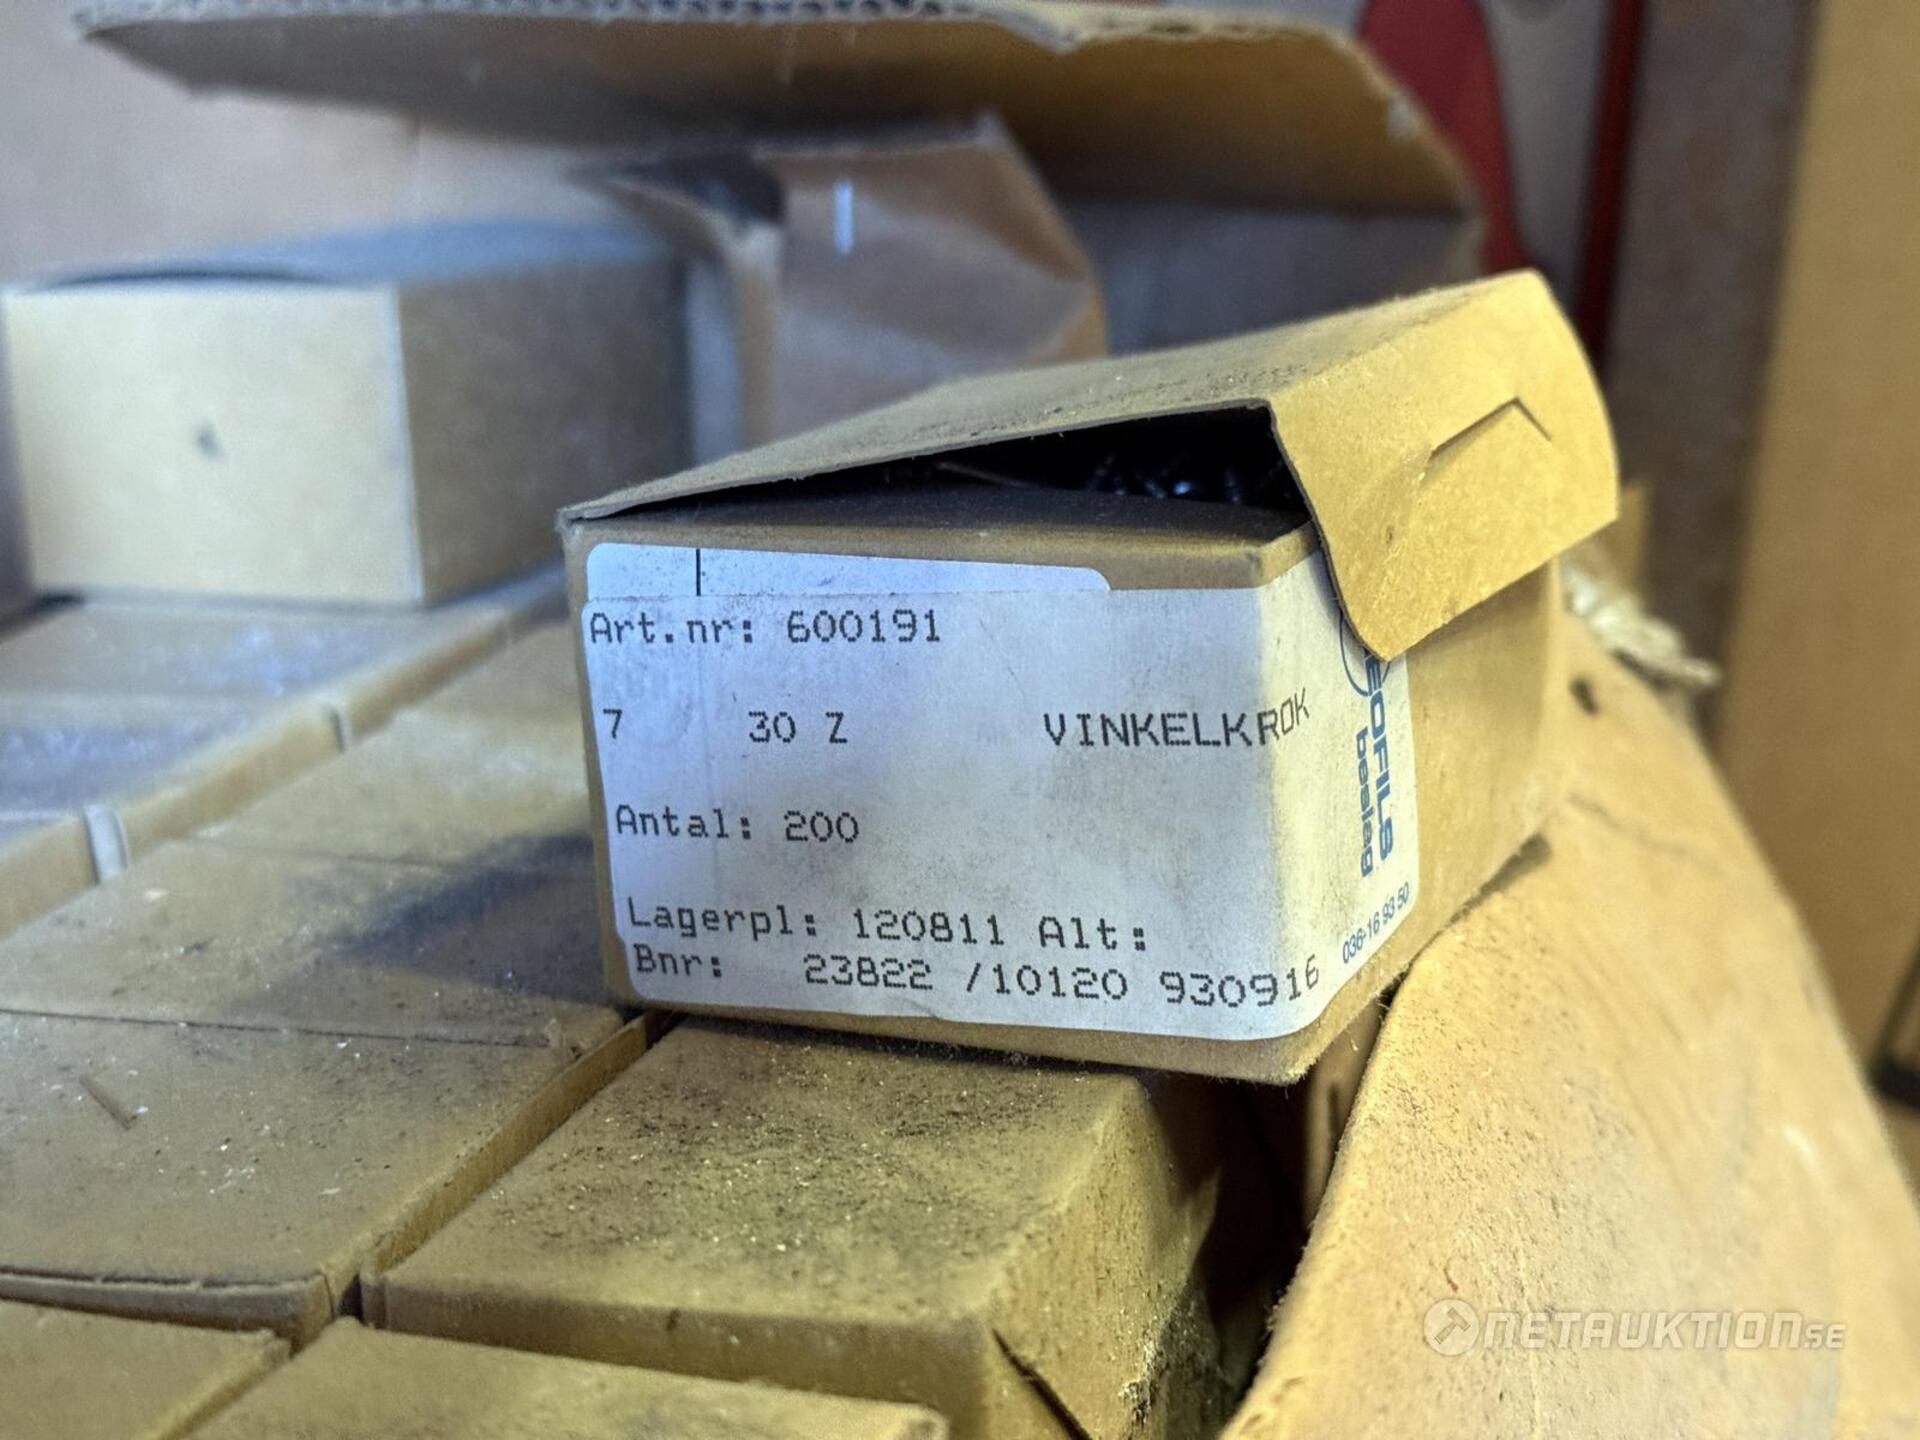 Art.nr: 600191
7 30 Z VINKELKROK
Antal: 200
Lagerpl: 120811 Alt:
Bnr: 23822 /10120 930916
beslag
036-16 93 50
NETAUKTION.SE